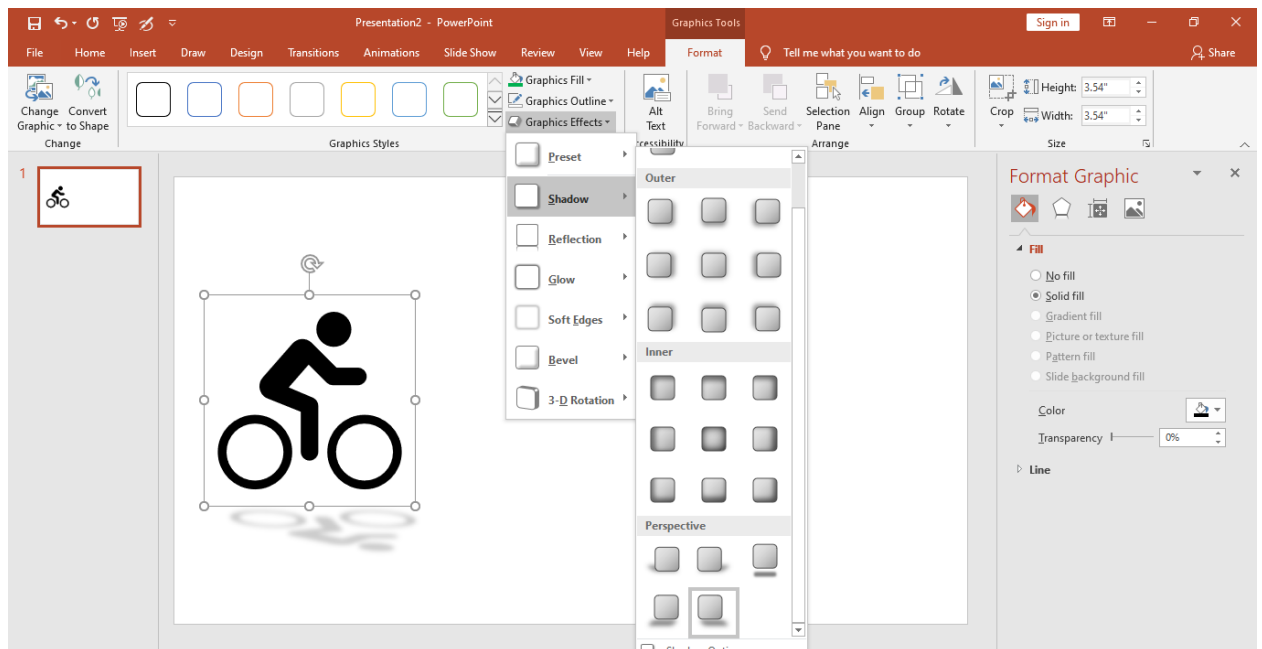 Presentation2 - PowerPoint
Graphics Tools
Sign in
File Home Insert Draw Design Transitions Animations Slide Show Review View Help Format Tell me what you want to do Share
Change Graphic
Convert to Shape
Change
Graphics Styles
Graphics Fill
Graphics Outline
Graphics Effects
Alt Text
Bring Forward
Send Backward
Selection Pane
Align
Group
Rotate
Arrange
Crop
Height: 3.54"
Width: 3.54"
Size
1
Preset
Shadow
Reflection
Glow
Soft Edges
Bevel
3-D Rotation
Outer
Inner
Perspective
Format Graphic
Fill
No fill
Solid fill
Gradient fill
Picture or texture fill
Pattern fill
Slide background fill
Color
Transparency 0%
Line